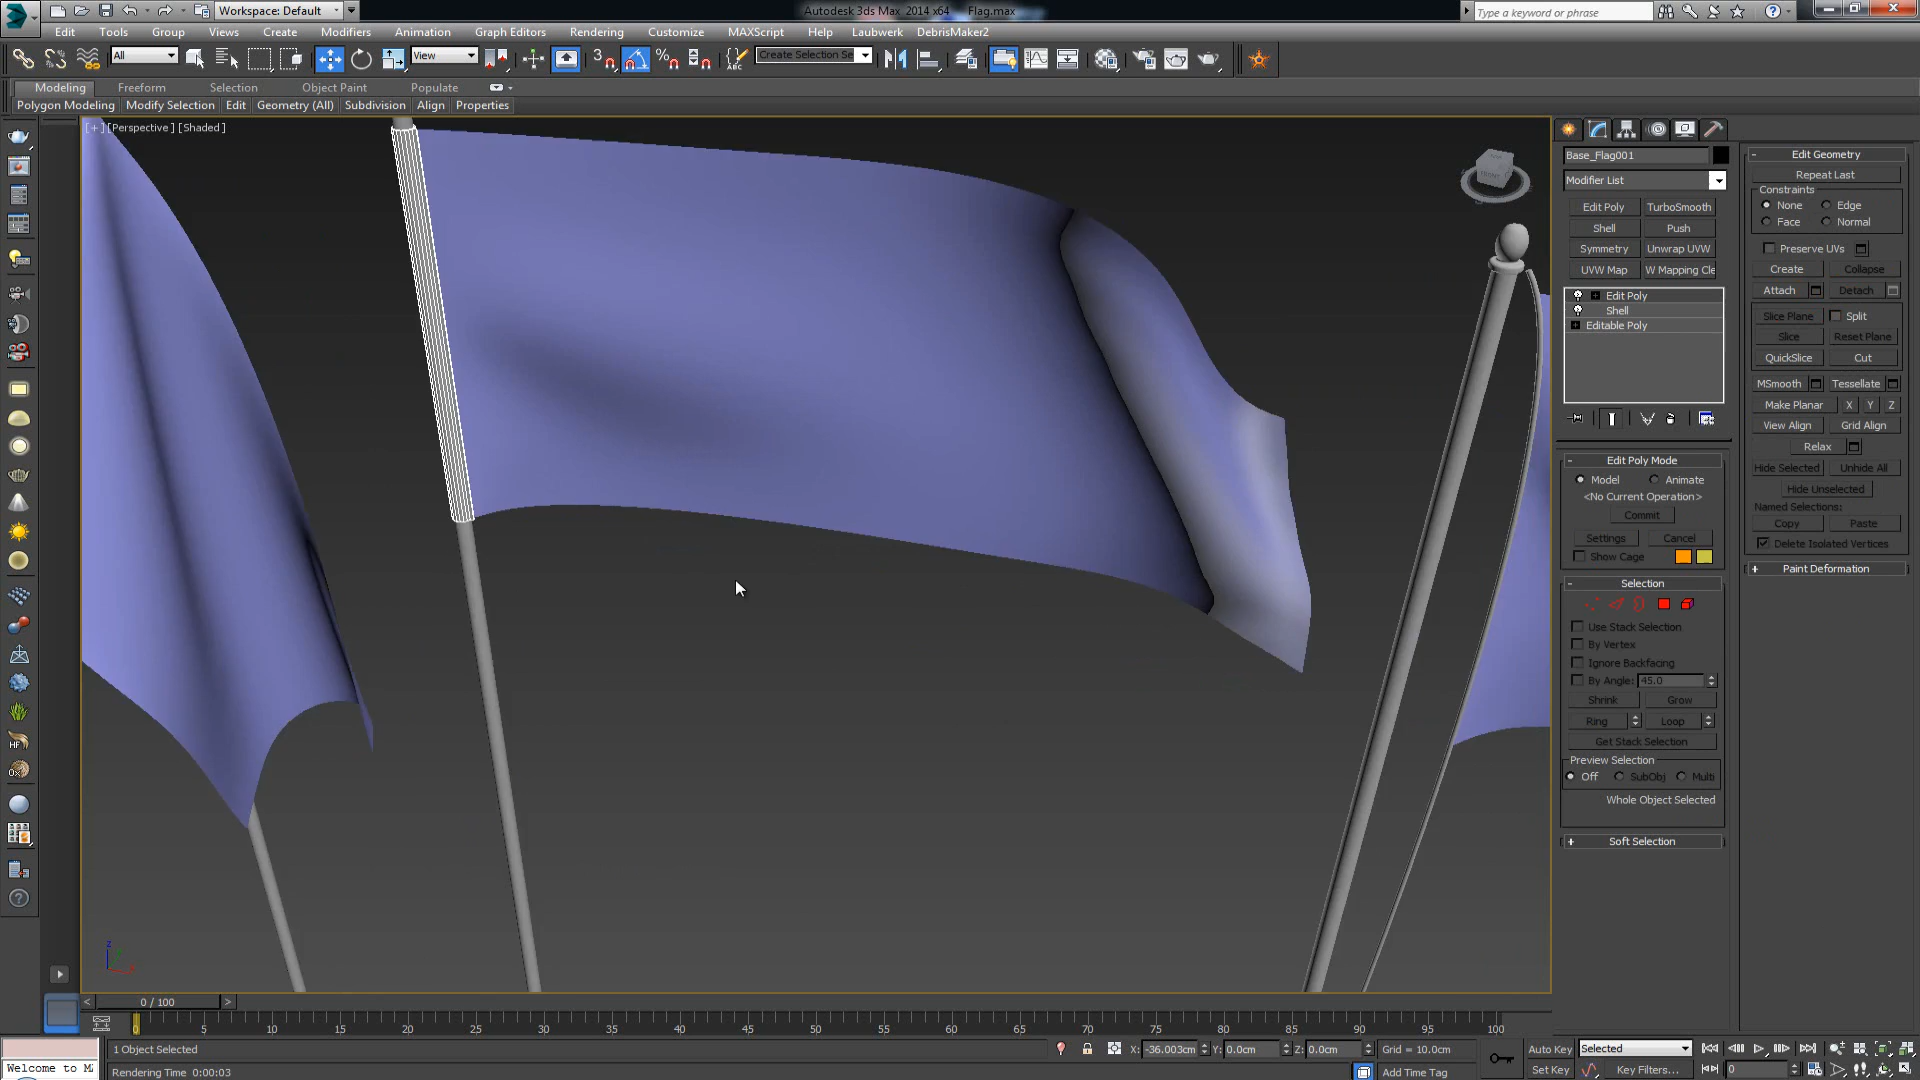 Workspace: Default
Autodesk 3ds Max 2014 x64 Flag.max
Type a keyword or phrase
Edit Tools Group Views Create Modifiers Animation Graph Editors Rendering Customize MAXScript Help Laubwerk DebrisMaker2
All View Create Selection Se
Modeling Freeform Selection Object Paint Populate
Polygon Modeling Modify Selection Edit Geometry (All) Subdivision Align Properties
[+] [Perspective] [Shaded]
FRONT
Base_Flag001
Modifier List
Edit Poly TurboSmooth
Shell Push
Symmetry Unwrap UVW
UVW Map W Mapping Cle
Edit Poly
Shell
Editable Poly
Edit Poly Mode
Model Animate
<No Current Operation>
Commit
Settings Cancel
Show Cage
Selection
Use Stack Selection
By Vertex
Ignore Backfacing
By Angle: 45.0
Shrink Grow
Ring Loop
Get Stack Selection
Preview Selection
Off SubObj Multi
Whole Object Selected
Soft Selection
Edit Geometry
Repeat Last
Constraints
None Edge
Face Normal
Preserve UVs
Create Collapse
Attach Detach
Slice Plane Split
Slice Reset Plane
QuickSlice Cut
MSmooth Tessellate
Make Planar X Y Z
View Align Grid Align
Relax
Hide Selected Unhide All
Hide Unselected
Named Selections:
Copy Paste
Delete Isolated Vertices
Paint Deformation
0 / 100
0 5 10 15 20 25 30 35 40 45 50 55 60 65 70 75 80 85 90 95 100
1 Object Selected X: -36.003cm Y: 0.0cm Z: 0.0cm Grid = 10.0cm Auto Key Selected
Welcome to MA Rendering Time 0:00:03 Add Time Tag Set Key Key Filters... 0